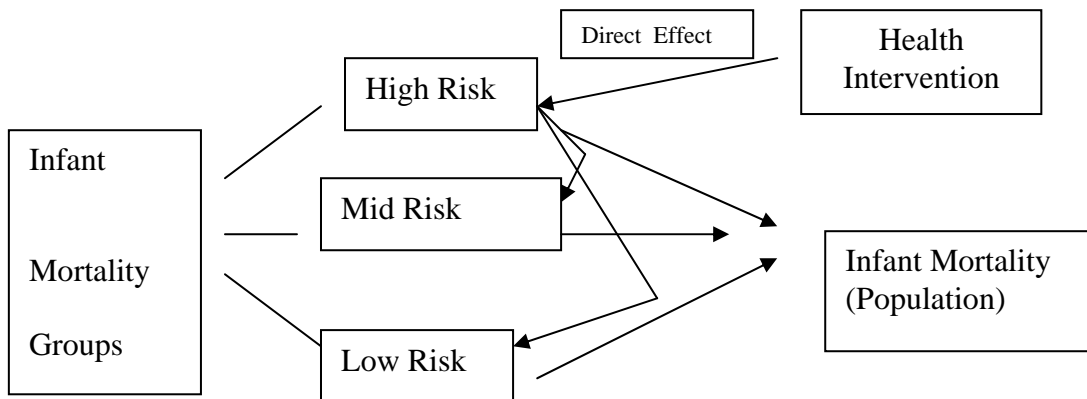 Direct Effect
Health
Intervention
High Risk
Infant
Mortality
Groups
Mid Risk
Infant Mortality
(Population)
Low Risk